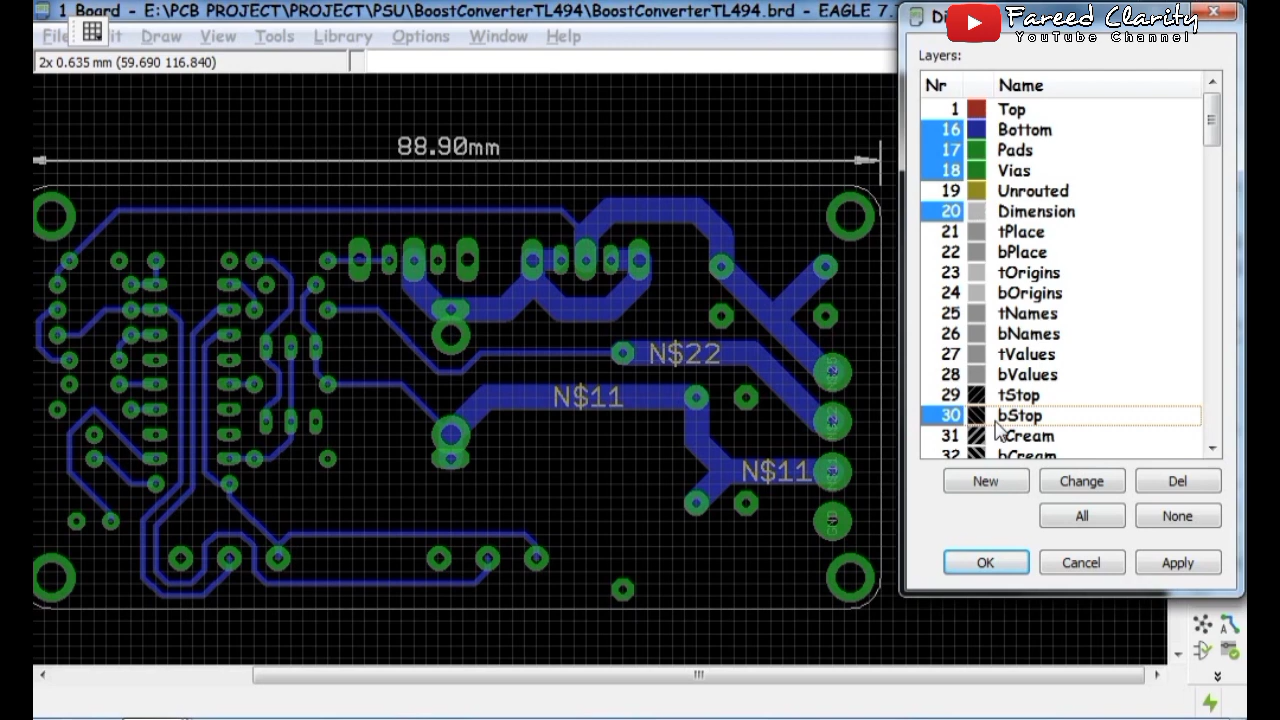 1 Board - E:\PCB PROJECT\PROJECT\PSU\BoostConverterTL494\BoostConverterTL494.brd - EAGLE 7.
Fareed Clarity
YouTube Channel
Draw View Tools Library Options Window Help
2x 0.635 mm (59.690 116.840)
Layers:
Nr Name
1 Top
16 Bottom
17 Pads
18 Vias
19 Unrouted
20 Dimension
21 tPlace
22 bPlace
23 tOrigins
24 bOrigins
25 tNames
26 bNames
27 tValues
28 bValues
29 tStop
30 bStop
31 Cream
32 bCream
New Change Del
All None
OK Cancel Apply
88.90mm
N$22
N$11
N$11
GND